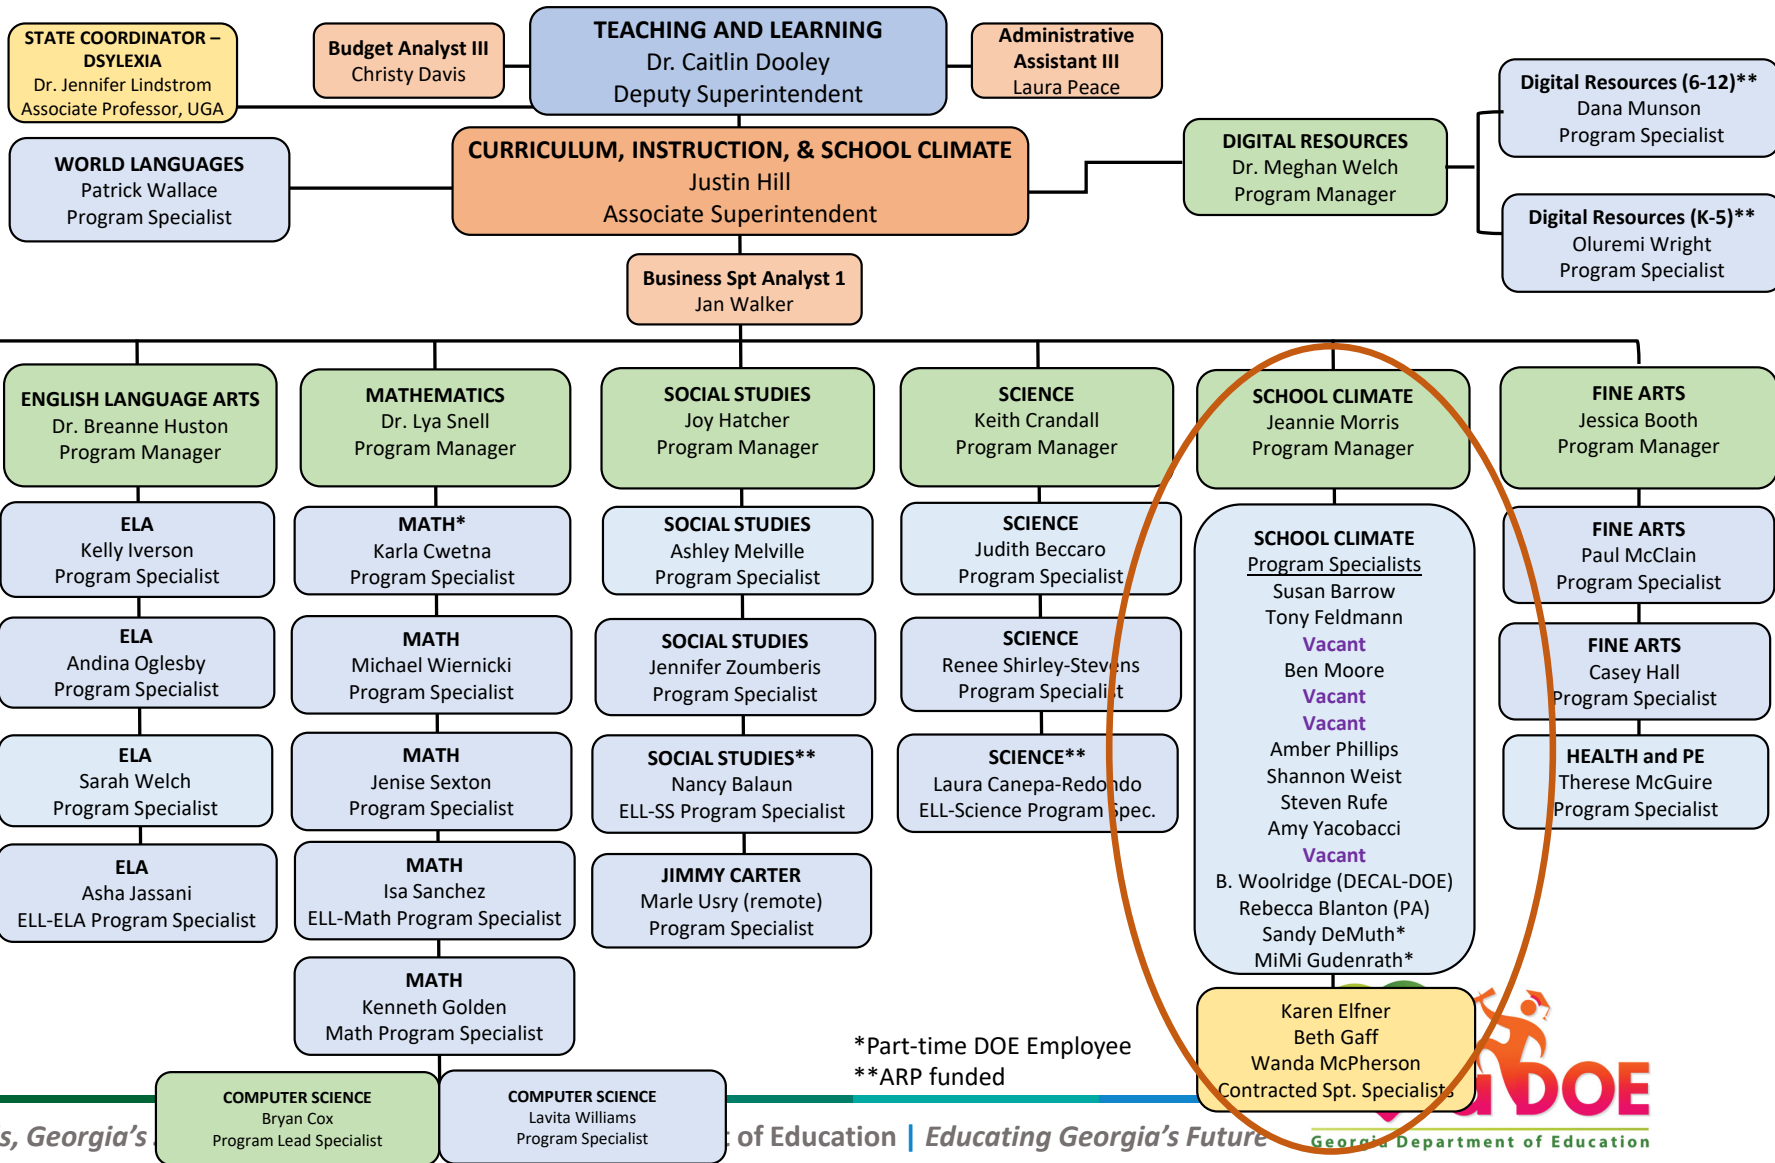 STATE COORDINATOR –
DSYLEXIA
Dr. Jennifer Lindstrom
Associate Professor, UGA
Budget Analyst III
Christy Davis
TEACHING AND LEARNING
Dr. Caitlin Dooley
Deputy Superintendent
Administrative
Assistant III
Laura Peace
Digital Resources (6-12)**
Dana Munson
Program Specialist
WORLD LANGUAGES
Patrick Wallace
Program Specialist
CURRICULUM, INSTRUCTION, & SCHOOL CLIMATE
Justin Hill
Associate Superintendent
DIGITAL RESOURCES
Dr. Meghan Welch
Program Manager
Digital Resources (K-5)**
Oluremi Wright
Program Specialist
Business Spt Analyst 1
Jan Walker
ENGLISH LANGUAGE ARTS
Dr. Breanne Huston
Program Manager
ELA
Kelly Iverson
Program Specialist
ELA
Andina Oglesby
Program Specialist
ELA
Sarah Welch
Program Specialist
ELA
Asha Jassani
ELL-ELA Program Specialist
MATHEMATICS
Dr. Lya Snell
Program Manager
MATH*
Karla Cwetna
Program Specialist
MATH
Michael Wiernicki
Program Specialist
MATH
Jenise Sexton
Program Specialist
MATH
Isa Sanchez
ELL-Math Program Specialist
MATH
Kenneth Golden
Math Program Specialist
COMPUTER SCIENCE
Bryan Cox
Program Lead Specialist
COMPUTER SCIENCE
Lavita Williams
Program Specialist
SOCIAL STUDIES
Joy Hatcher
Program Manager
SOCIAL STUDIES
Ashley Melville
Program Specialist
SOCIAL STUDIES
Jennifer Zoumberis
Program Specialist
SOCIAL STUDIES**
Nancy Balaun
ELL-SS Program Specialist
JIMMY CARTER
Marle Usry (remote)
Program Specialist
SCIENCE
Keith Crandall
Program Manager
SCIENCE
Judith Beccaro
Program Specialist
SCIENCE
Renee Shirley-Stevens
Program Specialist
SCIENCE**
Laura Canepa-Redondo
ELL-Science Program Spec.
SCHOOL CLIMATE
Jeannie Morris
Program Manager
SCHOOL CLIMATE
Program Specialists
Susan Barrow
Tony Feldmann
Vacant
Ben Moore
Vacant
Vacant
Amber Phillips
Shannon Weist
Steven Rufe
Amy Yacobacci
Vacant
B. Woolridge (DECAL-DOE)
Rebecca Blanton (PA)
Sandy DeMuth*
MiMi Gudenrath*
Karen Elfner
Beth Gaff
Wanda McPherson
Contracted Spt. Specialists
FINE ARTS
Jessica Booth
Program Manager
FINE ARTS
Paul McClain
Program Specialist
FINE ARTS
Casey Hall
Program Specialist
HEALTH and PE
Therese McGuire
Program Specialist
*Part-time DOE Employee
**ARP funded
s, Georgia's of Education | Educating Georgia's Future
DOE
Georgia Department of Education